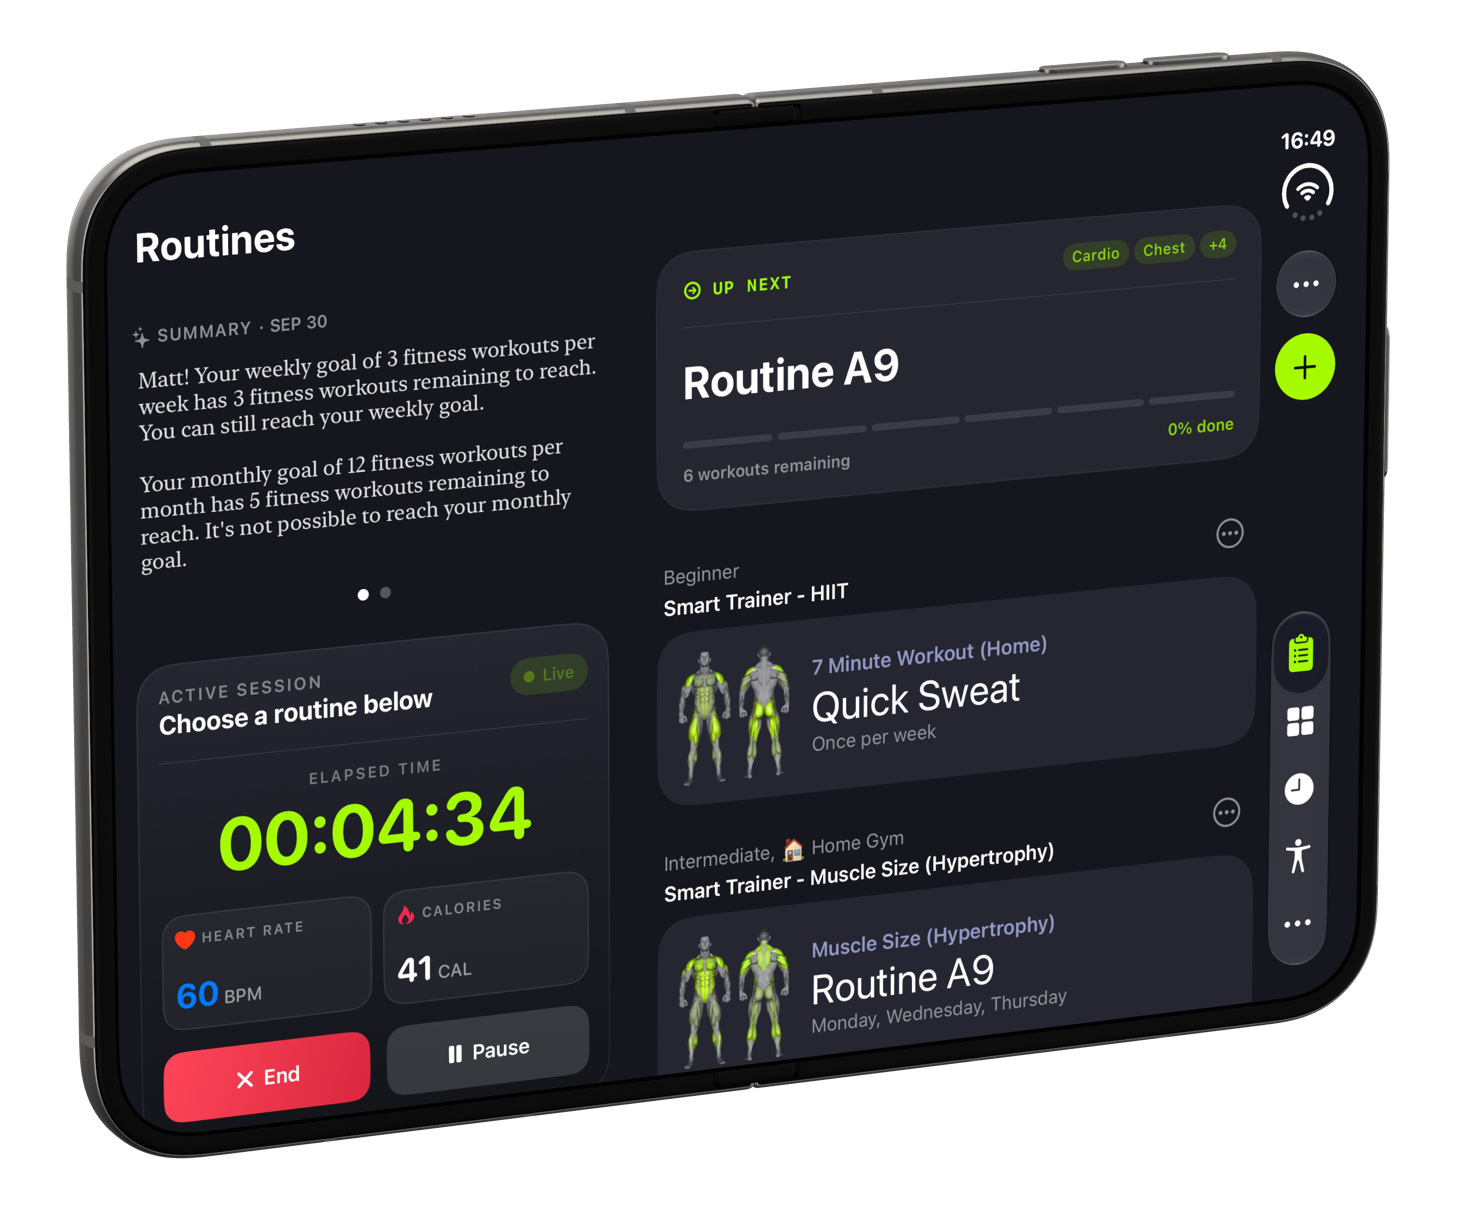 16:49
Routines
SUMMARY · SEP 30
Matt! Your weekly goal of 3 fitness workouts per
week has 3 fitness workouts remaining to reach.
You can still reach your weekly goal.
Your monthly goal of 12 fitness workouts per
month has 5 fitness workouts remaining to
reach. It's not possible to reach your monthly
goal.
ACTIVE SESSION
Choose a routine below
Live
ELAPSED TIME
00:04:34
HEART RATE
60 BPM
CALORIES
41 CAL
End
Pause
UP NEXT
Cardio
Chest
+4
Routine A9
6 workouts remaining
0% done
Beginner
Smart Trainer - HIIT
7 Minute Workout (Home)
Quick Sweat
Once per week
Intermediate, 🏠 Home Gym
Smart Trainer - Muscle Size (Hypertrophy)
Muscle Size (Hypertrophy)
Routine A9
Monday, Wednesday, Thursday